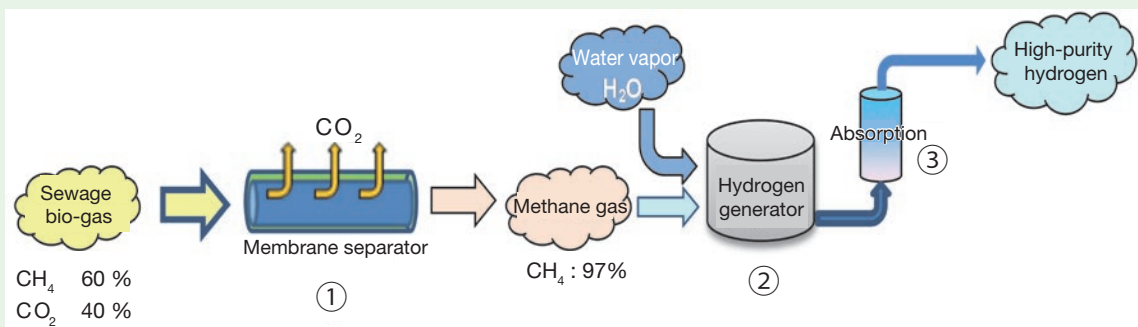 Sewage
bio-gas
CH₄ 60 %
CO₂ 40 %
CO₂
Membrane separator
①
Methane gas
CH₄ : 97%
Water vapor
H₂O
Hydrogen
generator
②
Absorption
③
High-purity
hydrogen